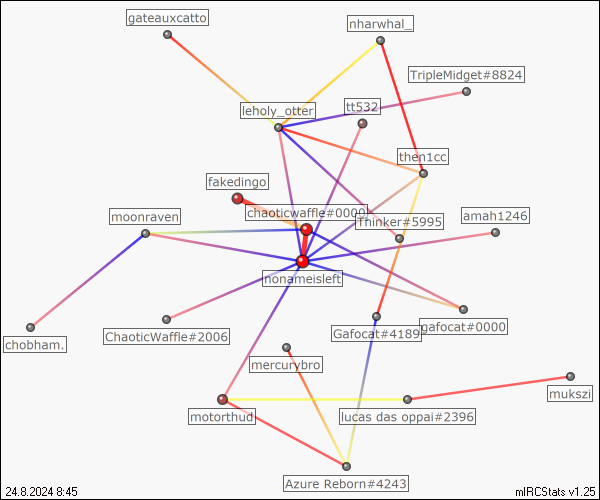 gateauxcatto
nharwhal_
TripleMidget#8824
tt532
leholy_otter
then1cc
fakedingo
chaoticwaffle#0000
moonraven
Thinker#5995
amah1246
nonameisleft
chobham.
ChaoticWaffle#2006
Gafocat#4189
gafocat#0000
mercurybro
mukszi
motorthud
lucas das oppai#2396
Azure Reborn#4243
24.8.2024 8:45
mIRCStats v1.25